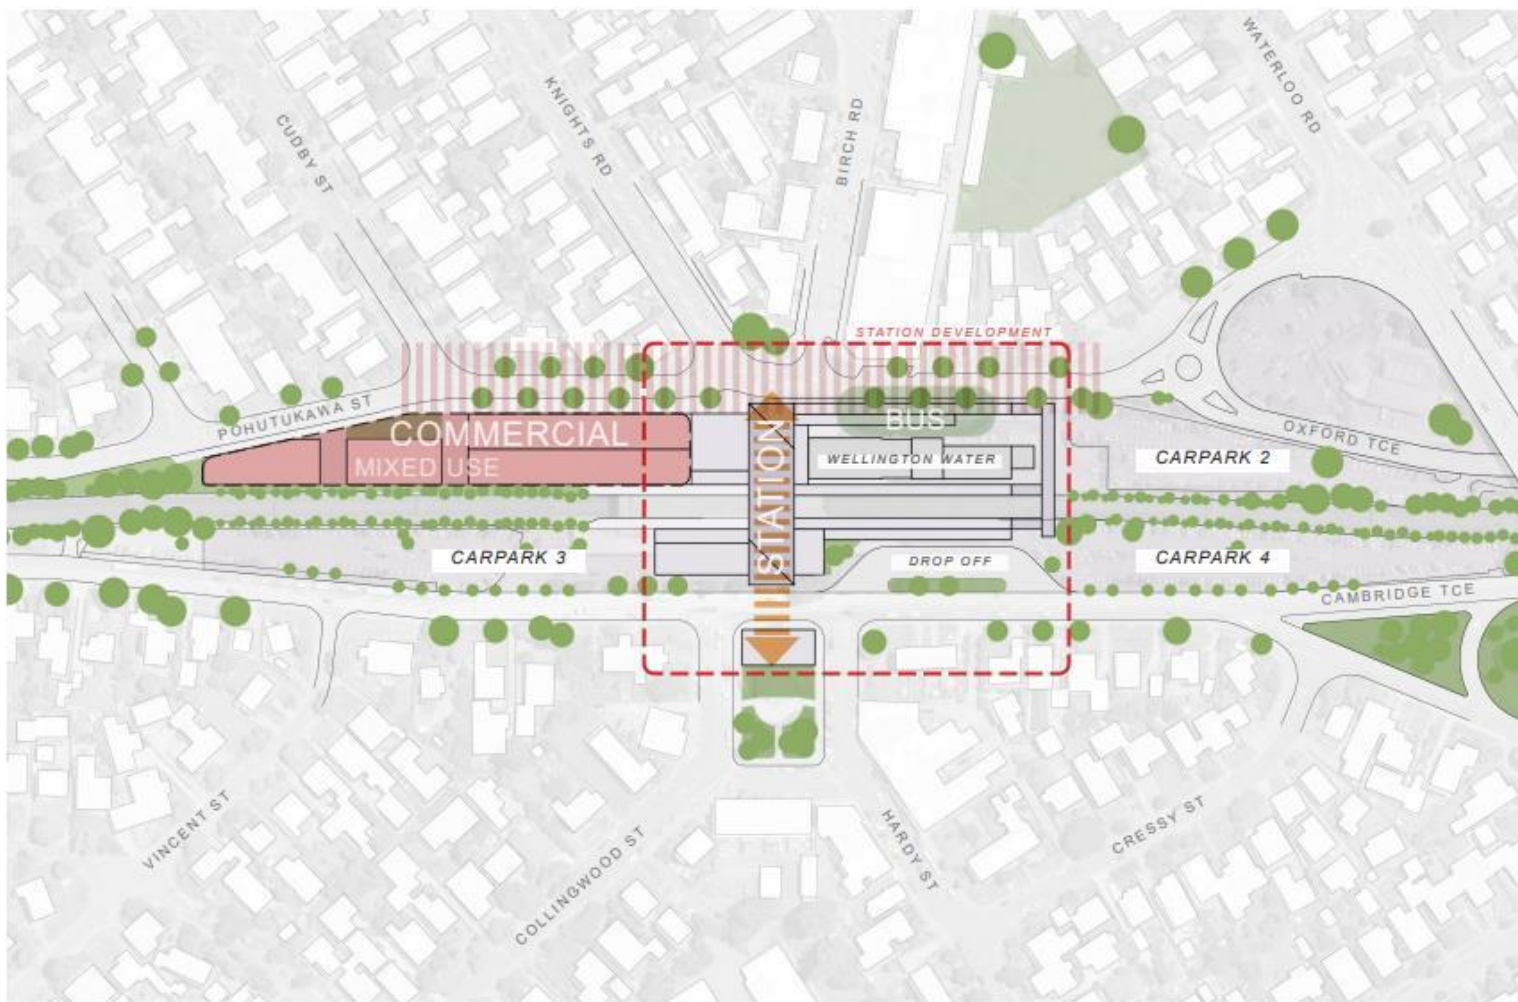 WATERLOO RD
KNIGHTS RD
BIRCH RD
CUDBY ST
STATION DEVELOPMENT
POHUTUKAWA ST
COMMERCIAL
MIXED USE
BUS
STATION
WELLINGTON WATER
CARPARK 2
OXFORD TCE
CARPARK 3
DROP OFF
CARPARK 4
CAMBRIDGE TCE
VINCENT ST
COLLINGWOOD ST
HARDY ST
CRESSY ST